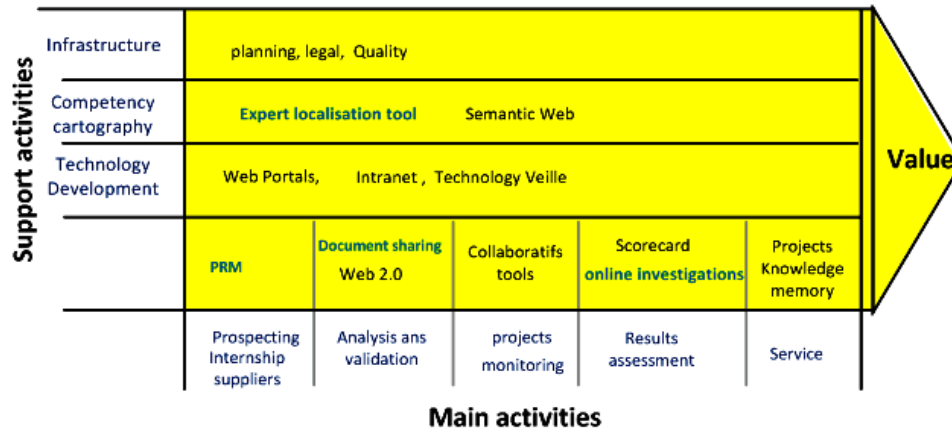 Support activities
Infrastructure
planning, legal, Quality
Competency
cartography
Expert localisation tool
Semantic Web
Technology
Development
Web Portals,
Intranet , Technology Veille
Value
PRM
Document sharing
Web 2.0
Collaboratifs
tools
Scorecard
online investigations
Projects
Knowledge
memory
Prospecting
Internship
suppliers
Analysis ans
validation
projects
monitoring
Results
assessment
Service
Main activities